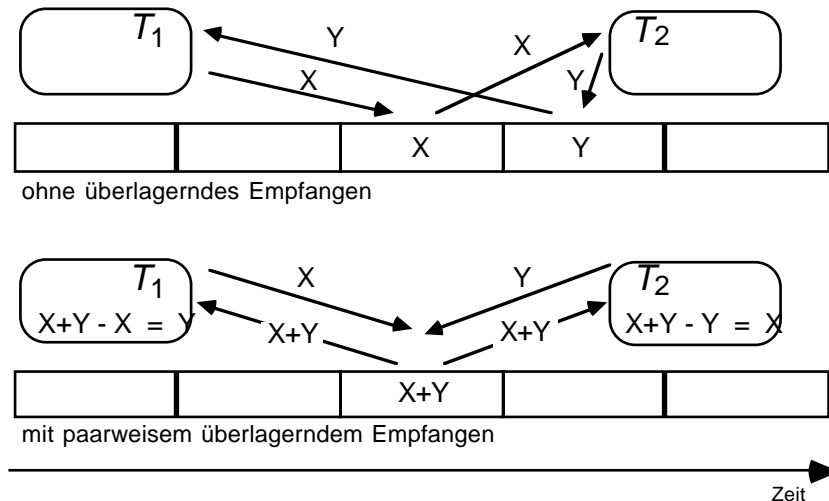 T1 Y X T2
X Y
X Y
ohne überlagerndes Empfangen
T1 X Y T2
X+Y - X = Y X+Y X+Y X+Y - Y = X
X+Y
mit paarweisem überlagerndem Empfangen
Zeit